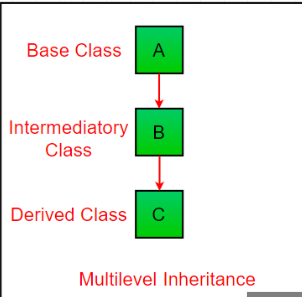 Base Class A
Intermediatory B
Class
Derived Class C
Multilevel Inheritance